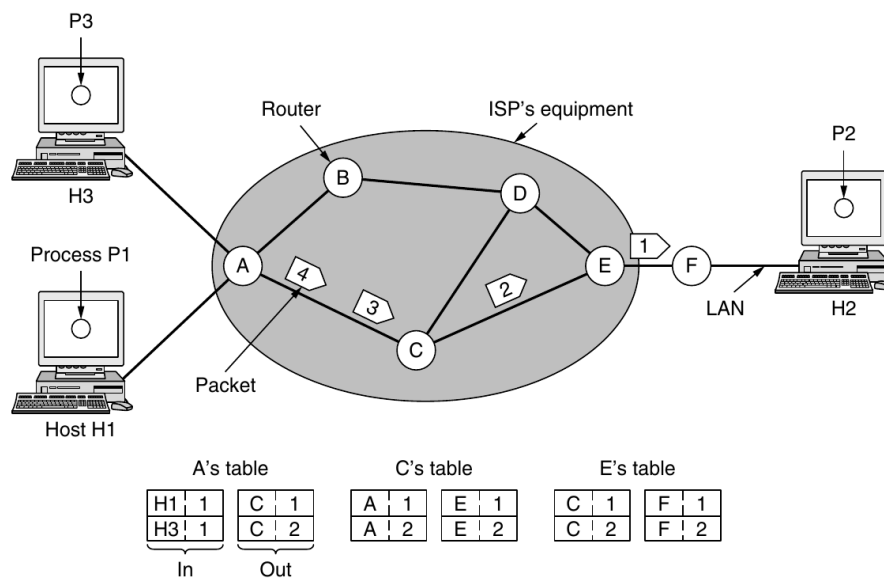 P3
Router
ISP's equipment
P2
B
D
H3
Process P1
A
4
3
2
E
1
F
C
LAN
H2
Packet
Host H1
A's table
C's table
E's table
H1 1 C 1 A 1 E 1 C 1 F 1
H3 1 C 2 A 2 E 2 C 2 F 2
In Out